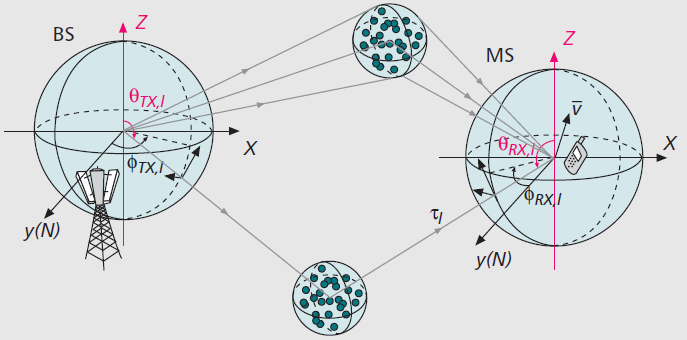 BS
Z
θTX,l
X
ϕTX,l
y(N)
MS
Z
v̅
X
θRX,l
ϕRX,l
τl
y(N)